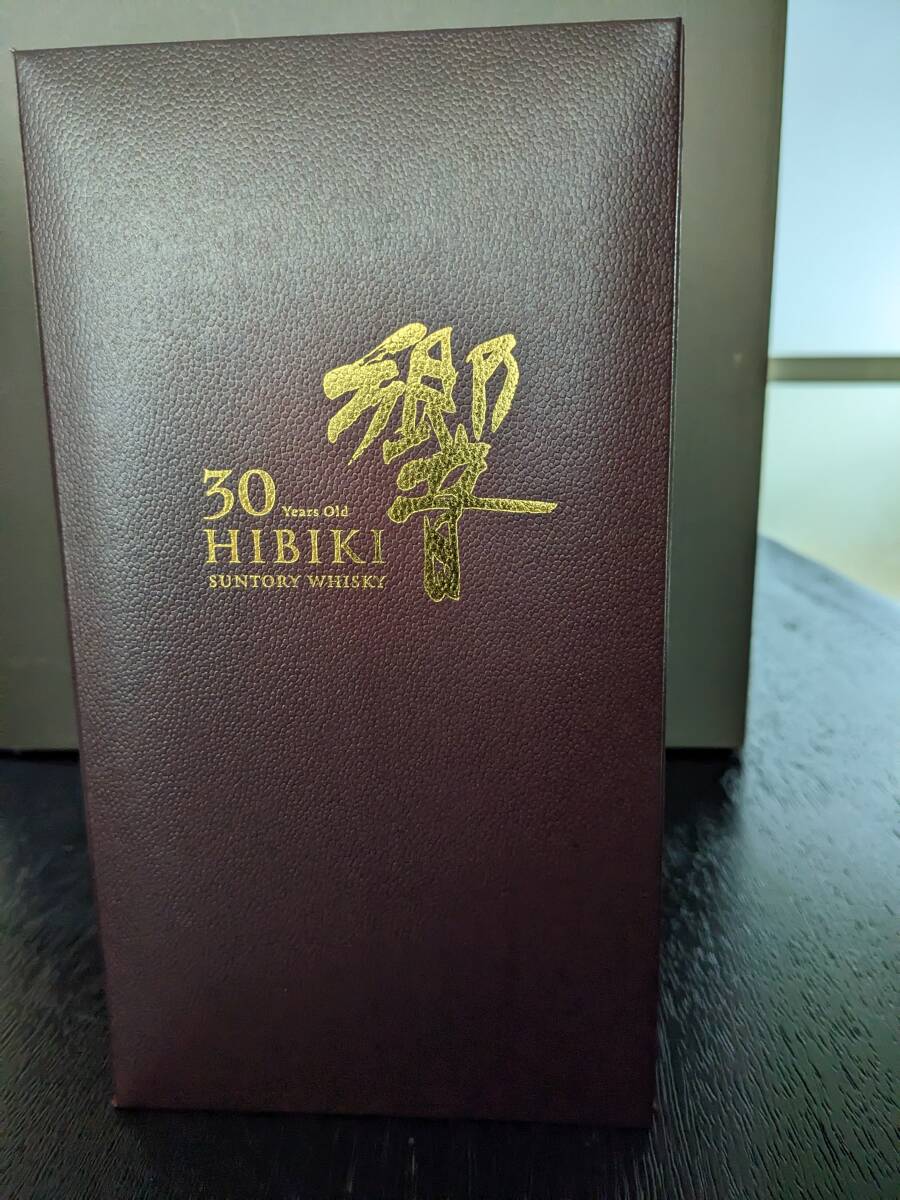 響
30 Years Old
HIBIKI
SUNTORY WHISKY